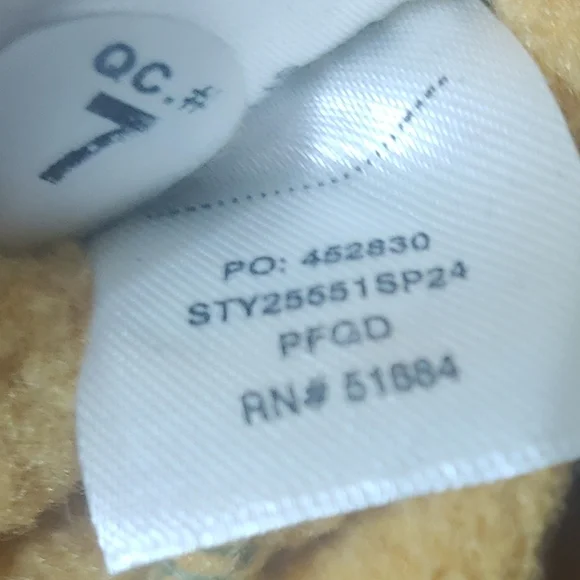 QC.#
7
PO: 452830
STY25551SP24
PFGD
RN# 51884